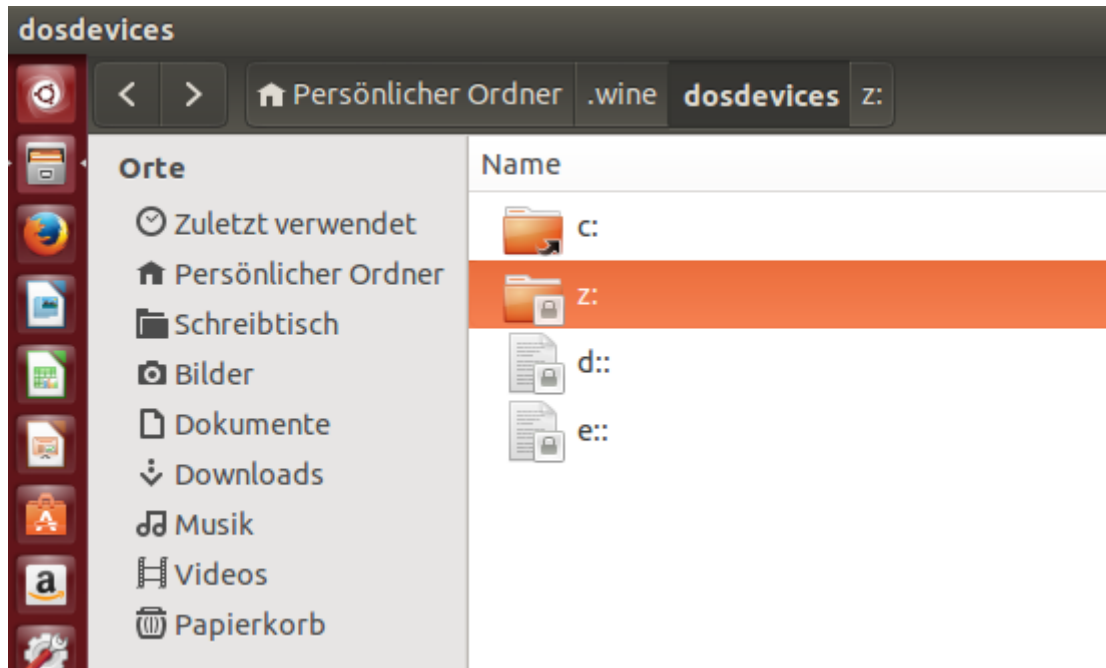 dosdevices
Persönlicher Ordner .wine dosdevices z:
Orte
Zuletzt verwendet
Persönlicher Ordner
Schreibtisch
Bilder
Dokumente
Downloads
Musik
Videos
Papierkorb
Name
c:
z:
d::
e::